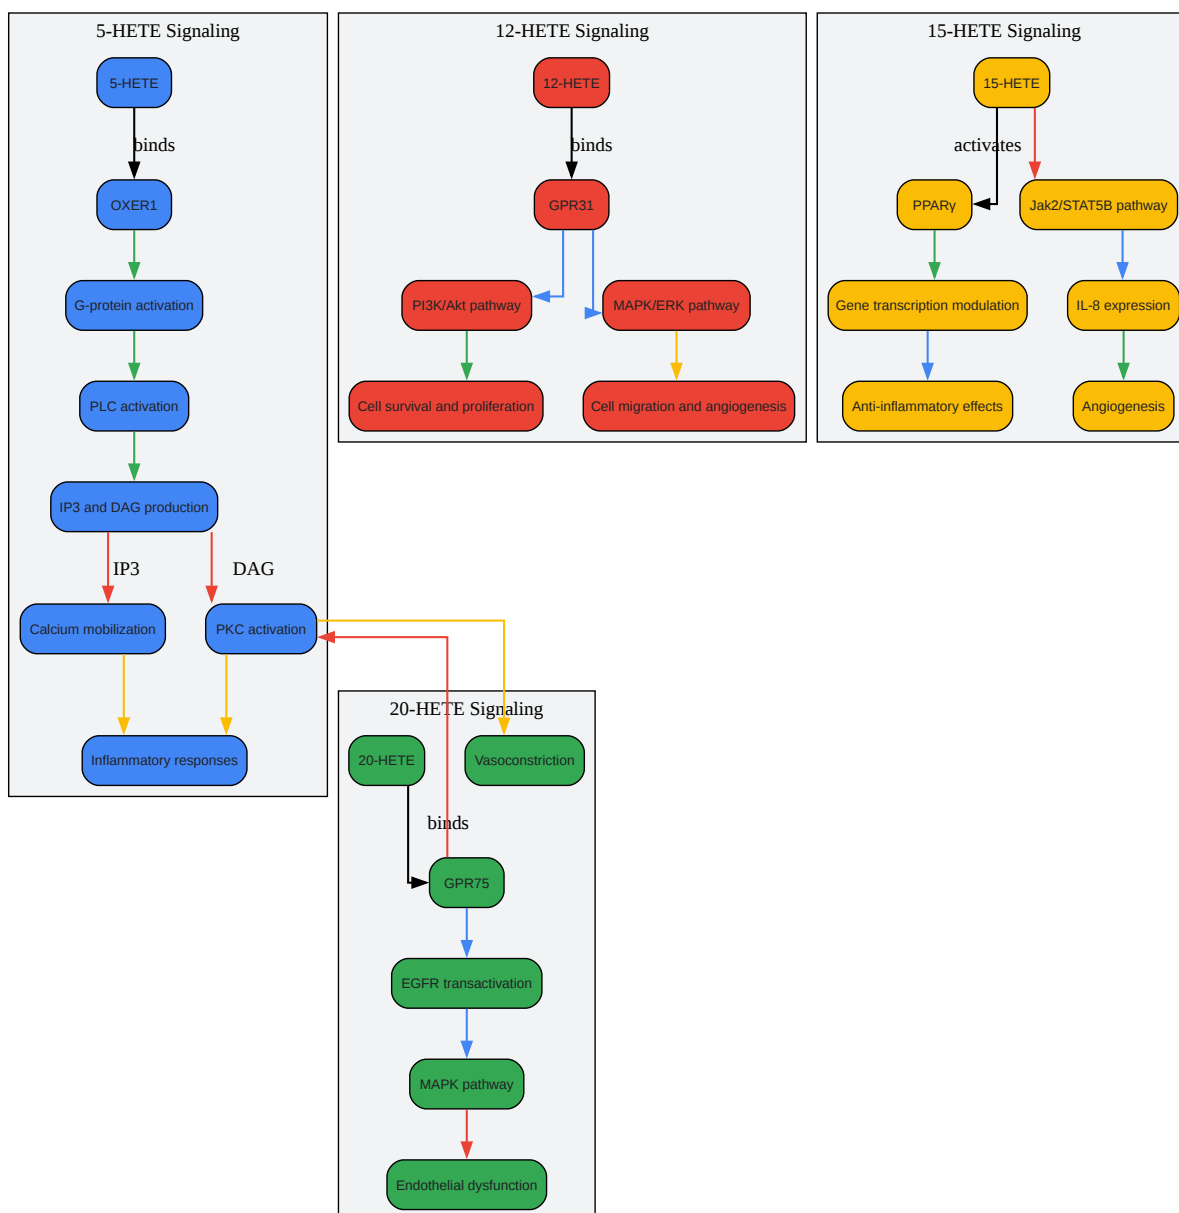 5-HETE Signaling
5-HETE
binds
OXER1
G-protein activation
PLC activation
IP3 and DAG production
IP3
DAG
Calcium mobilization
PKC activation
Inflammatory responses
12-HETE Signaling
12-HETE
binds
GPR31
PI3K/Akt pathway
MAPK/ERK pathway
Cell survival and proliferation
Cell migration and angiogenesis
15-HETE Signaling
15-HETE
activates
PPARγ
Jak2/STAT5B pathway
Gene transcription modulation
IL-8 expression
Anti-inflammatory effects
Angiogenesis
20-HETE Signaling
20-HETE
Vasoconstriction
binds
GPR75
EGFR transactivation
MAPK pathway
Endothelial dysfunction